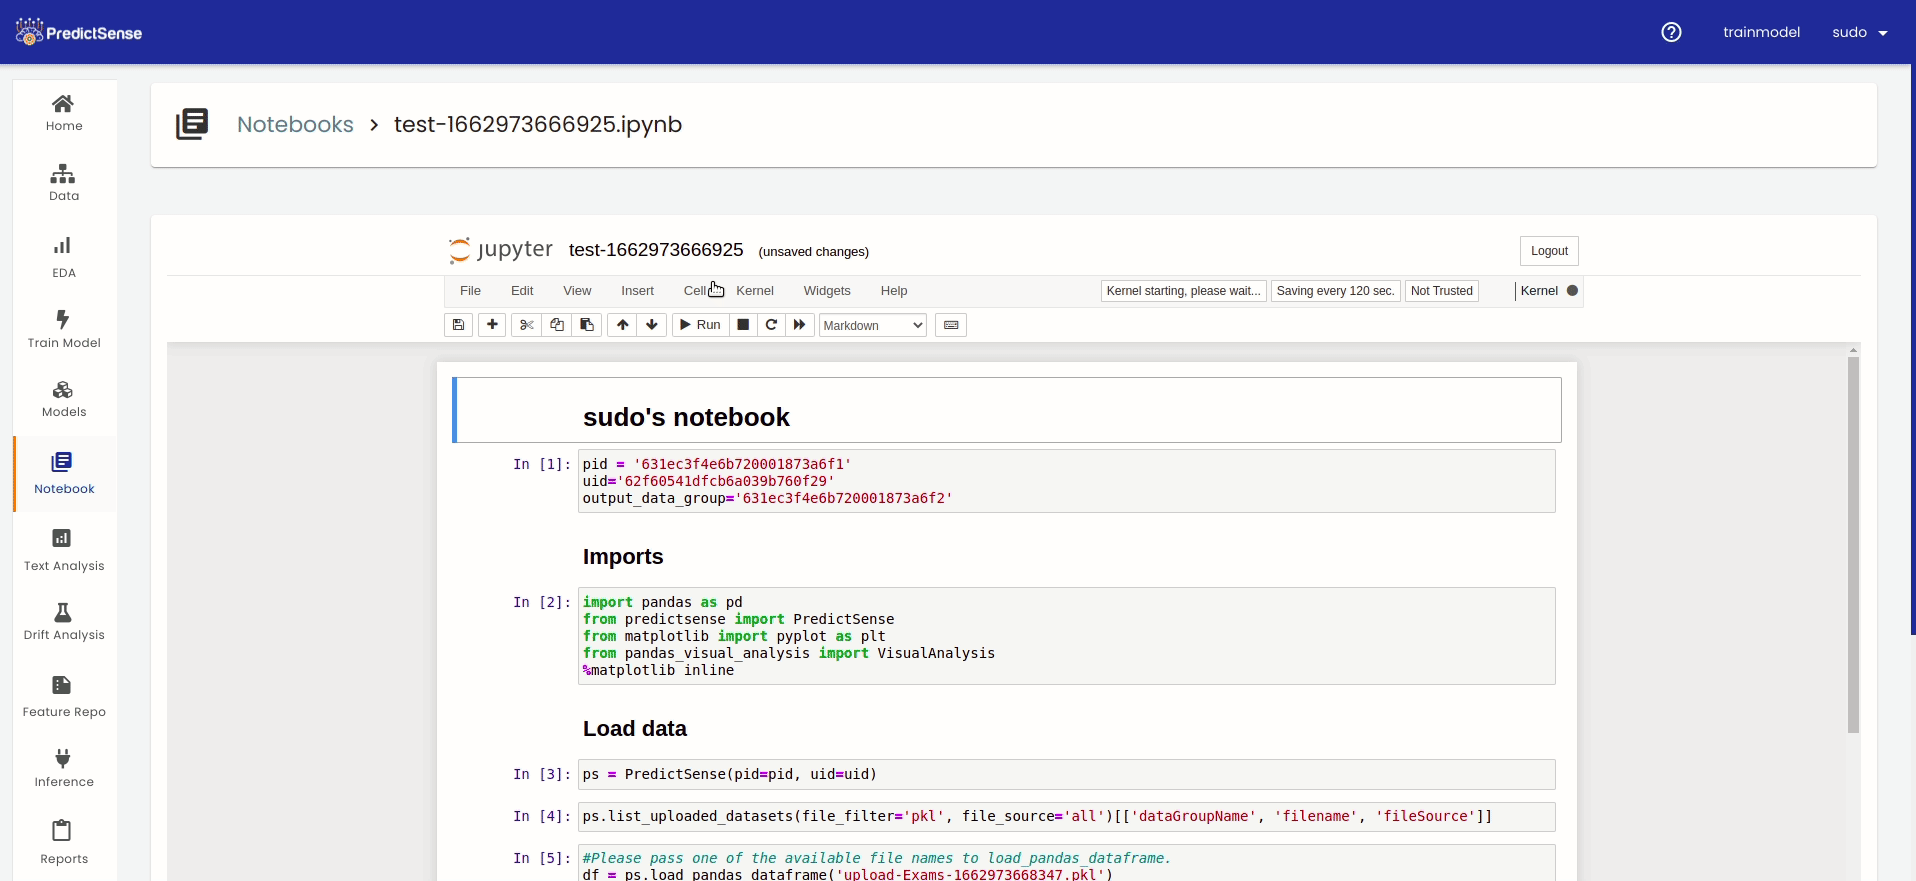 PredictSense
trainmodel
sudo
Home
Data
EDA
Train Model
Models
Notebook
Text Analysis
Drift Analysis
Feature Repo
Inference
Reports
Notebooks > test-1662973666925.ipynb
jupyter test-1662973666925 (unsaved changes)
Logout
File Edit View Insert Cell Kernel Widgets Help
Kernel starting, please wait... Saving every 120 sec. Not Trusted Kernel
Run Markdown
sudo's notebook
In [1]: pid = '631ec3f4e6b720001873a6f1'
uid='62f60541dfcb6a039b760f29'
output_data_group='631ec3f4e6b720001873a6f2'
Imports
In [2]: import pandas as pd
from predictsense import PredictSense
from matplotlib import pyplot as plt
from pandas_visual_analysis import VisualAnalysis
%matplotlib inline
Load data
In [3]: ps = PredictSense(pid=pid, uid=uid)
In [4]: ps.list_uploaded_datasets(file_filter='pkl', file_source='all')[['dataGroupName', 'filename', 'fileSource']]
In [5]: #Please pass one of the available file names to load_pandas_dataframe.
df = ps.load_pandas_dataframe('upload-Exams-1662973668347.pkl')